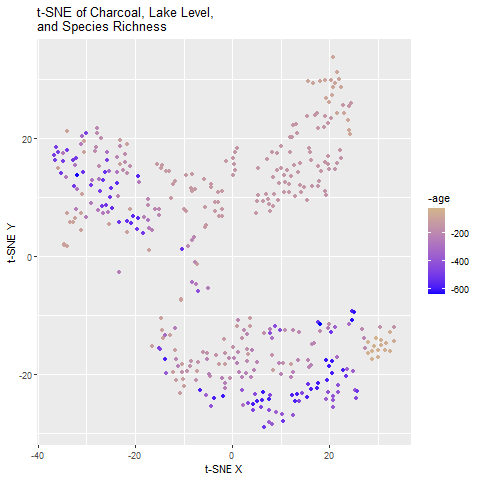 t-SNE of Charcoal, Lake Level,
and Species Richness
20
0
-20
-40
-20
0
20
t-SNE X
t-SNE Y
-age
-200
-400
-600